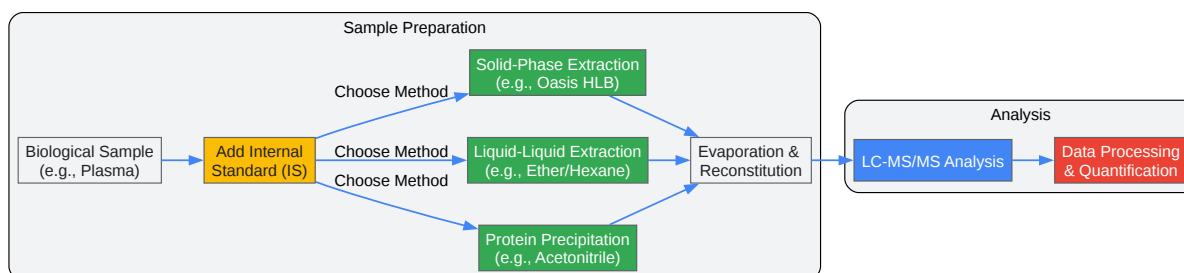 Sample Preparation
Solid-Phase Extraction
(e.g., Oasis HLB)
Choose Method
Analysis
Biological Sample
(e.g., Plasma)
Add Internal
Standard (IS)
Choose Method
Liquid-Liquid Extraction
(e.g., Ether/Hexane)
Evaporation &
Reconstitution
LC-MS/MS Analysis
Data Processing
& Quantification
Choose Method
Protein Precipitation
(e.g., Acetonitrile)